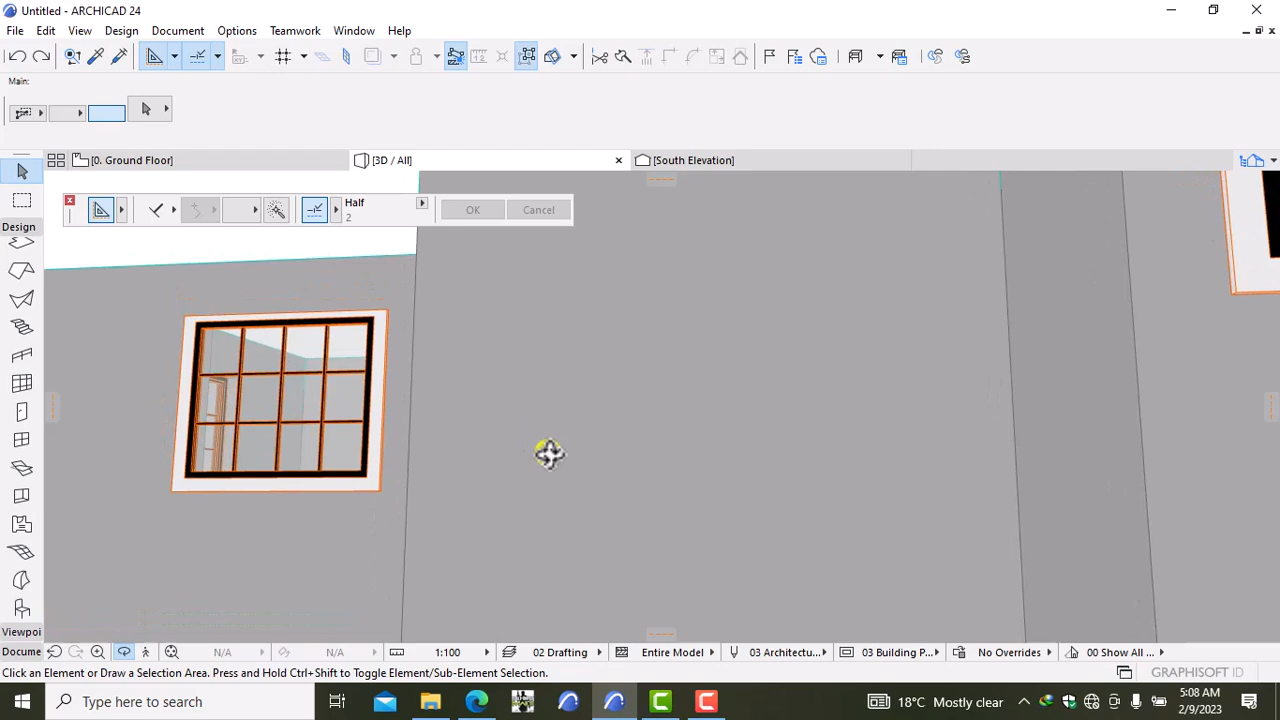 Untitled - ARCHICAD 24
File Edit View Design Document Options Teamwork Window Help
Main:
[0. Ground Floor] [3D / All] [South Elevation]
Half
2
OK Cancel
Design
Viewpoi
Docume N/A N/A 1:100 02 Drafting Entire Model 03 Architectu... 03 Building P... No Overrides 00 Show All ...
Click an Element or Draw a Selection Area. Press and Hold Ctrl+Shift to Toggle Element/Sub-Element Selection.
GRAPHISOFT ID
Type here to search
18°C Mostly clear
5:08 AM
2/9/2023